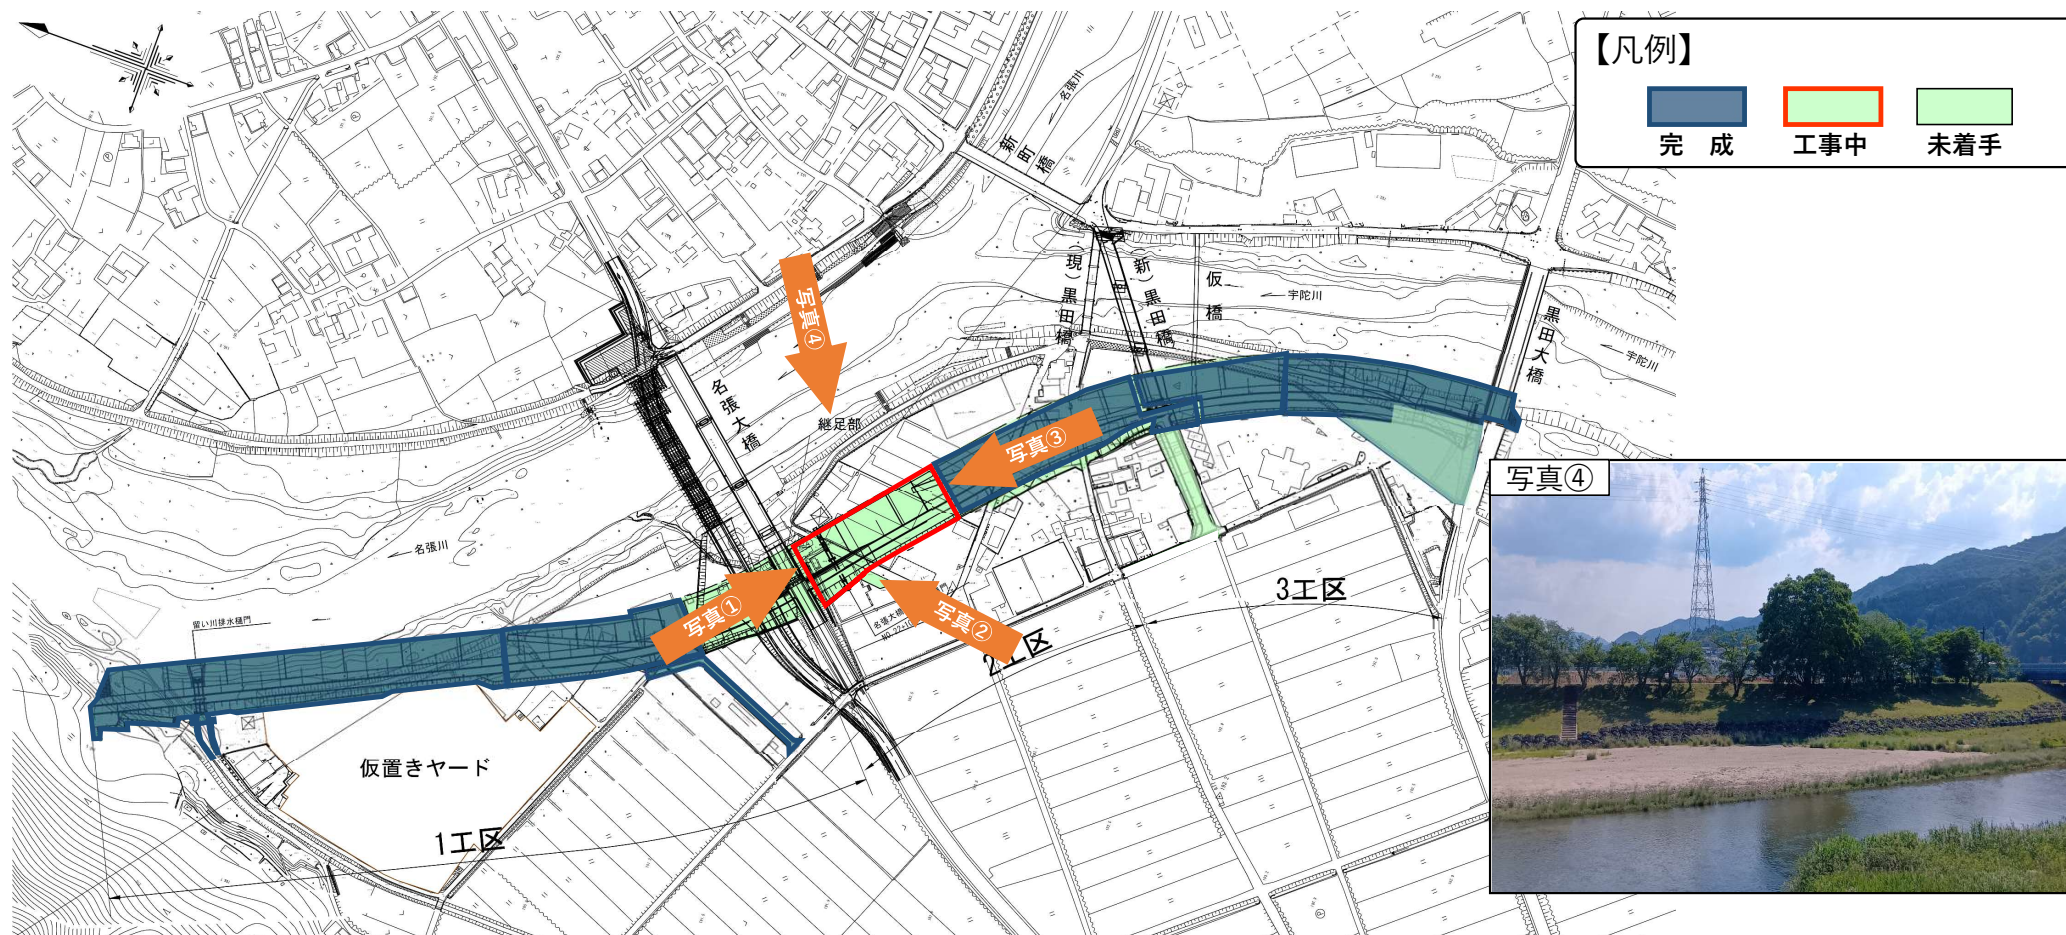 【凡例】
完　成
工事中
未着手
名張川
新町橋
（現）黒田橋
（新）黒田橋
仮橋
宇陀川
黒田大橋
宇陀川
写真④
名張大橋
継足部
写真③
写真④
名張川
写真①
写真②
名張大橋
3工区
2工区
留い川排水樋門
仮置きヤード
1工区